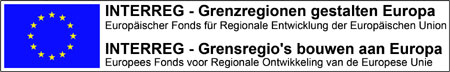 INTERREG - Grenzregionen gestalten Europa
Europäischer Fonds für Regionale Entwicklung der Europäischen Union
INTERREG - Grensregio's bouwen aan Europa
Europees Fonds voor Regionale Ontwikkeling van de Europese Unie